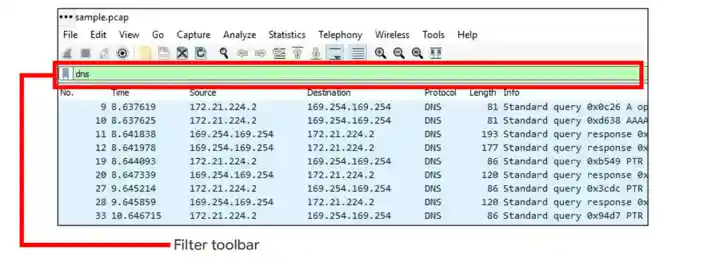 ••• sample.pcap
File Edit View Go Capture Analyze Statistics Telephony Wireless Tools Help
dns
No. Time Source Destination Protocol Length Info
9 8.637619 172.21.224.2 169.254.169.254 DNS 81 Standard query 0x0c26 A op
10 8.637625 172.21.224.2 169.254.169.254 DNS 81 Standard query 0xd638 AAAA
11 8.641838 169.254.169.254 172.21.224.2 DNS 193 Standard query response 0x
12 8.641978 169.254.169.254 172.21.224.2 DNS 177 Standard query response 0x
19 8.644093 172.21.224.2 169.254.169.254 DNS 86 Standard query 0xb549 PTR
20 8.647339 169.254.169.254 172.21.224.2 DNS 120 Standard query response 0x
27 9.645214 172.21.224.2 169.254.169.254 DNS 86 Standard query 0x3cdc PTR
28 9.645859 169.254.169.254 172.21.224.2 DNS 120 Standard query response 0x
33 10.646715 172.21.224.2 169.254.169.254 DNS 86 Standard query 0x94d7 PTR
Filter toolbar